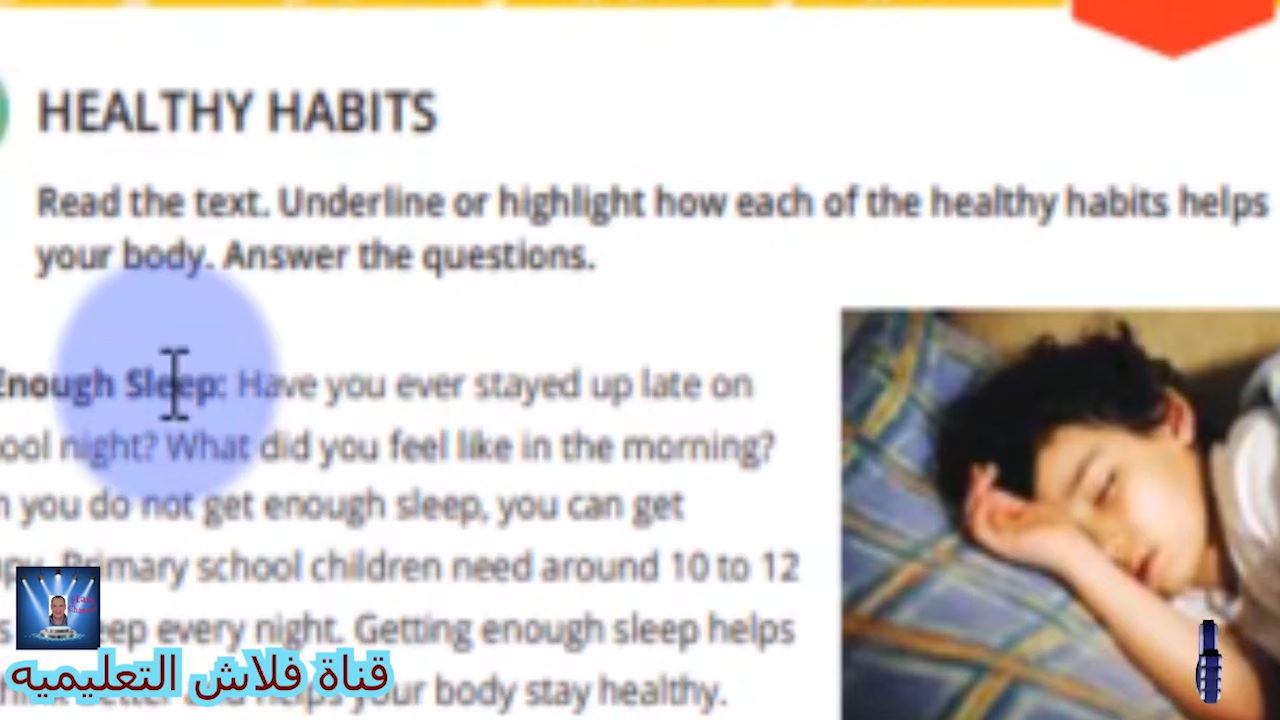 HEALTHY HABITS
Read the text. Underline or highlight how each of the healthy habits helps
your body. Answer the questions.
Enough Sleep: Have you ever stayed up late on
ool night? What did you feel like in the morning?
n you do not get enough sleep, you can get
Primary school children need around 10 to 12
eep every night. Getting enough sleep helps
your body stay healthy.
قناة فلاش التعليميه